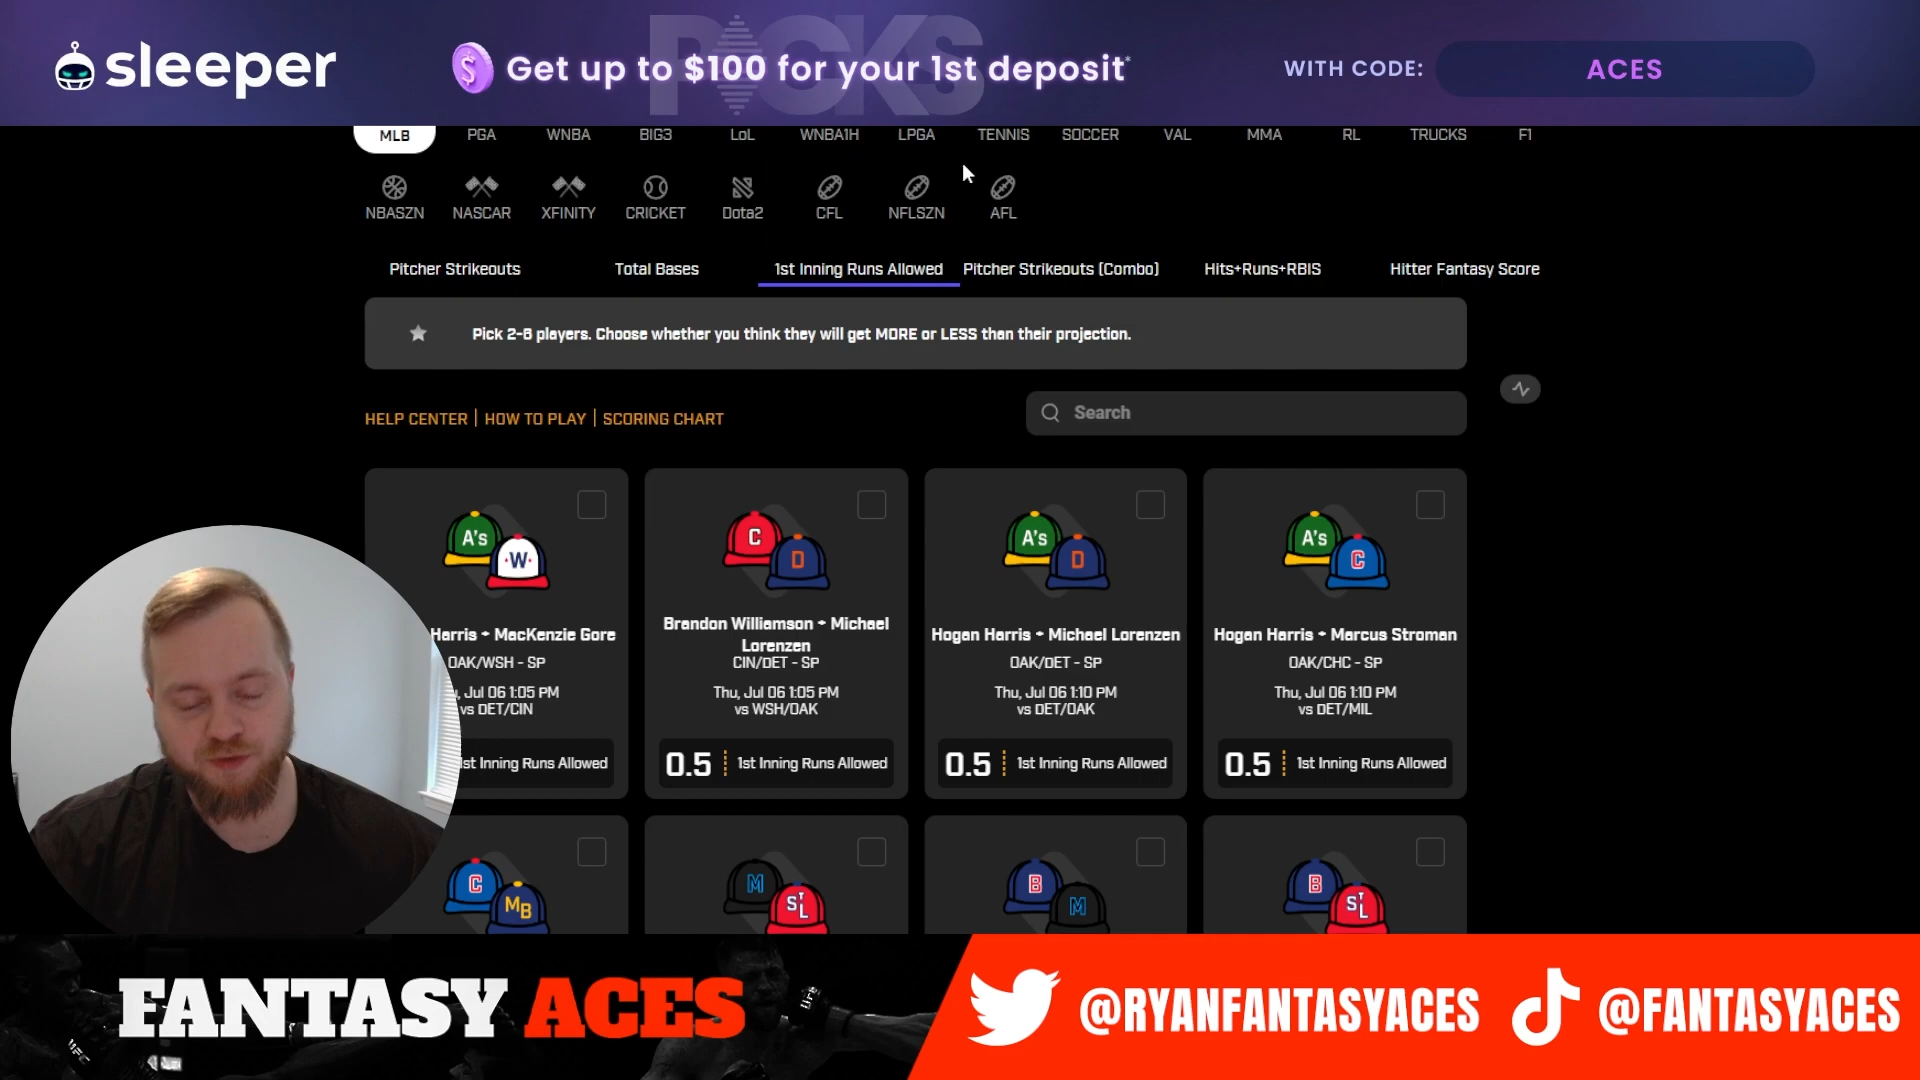 sleeper
PICKS
Get up to $100 for your 1st deposit*
WITH CODE:
ACES
MLB PGA WNBA BIG3 LoL WNBA1H LPGA TENNIS SOCCER VAL MMA RL TRUCKS F1
NBASZN NASCAR XFINITY CRICKET Dota2 CFL NFLSZN AFL
Pitcher Strikeouts Total Bases 1st Inning Runs Allowed Pitcher Strikeouts (Combo) Hits+Runs+RBIS Hitter Fantasy Score
Pick 2-6 players. Choose whether you think they will get MORE or LESS than their projection.
HELP CENTER | HOW TO PLAY | SCORING CHART
Search
A's W
Harris + MacKenzie Gore
OAK/WSH - SP
, Jul 06 1:05 PM
vs DET/CIN
1st Inning Runs Allowed
C D
Brandon Williamson + Michael
Lorenzen
CIN/DET - SP
Thu, Jul 06 1:05 PM
vs WSH/OAK
0.5 1st Inning Runs Allowed
A's D
Hogan Harris + Michael Lorenzen
OAK/DET - SP
Thu, Jul 06 1:10 PM
vs DET/OAK
0.5 1st Inning Runs Allowed
A's C
Hogan Harris + Marcus Stroman
OAK/CHC - SP
Thu, Jul 06 1:10 PM
vs DET/MIL
0.5 1st Inning Runs Allowed
C MB
M STL
B M
B STL
FANTASY ACES
@RYANFANTASYACES
@FANTASYACES
UFC